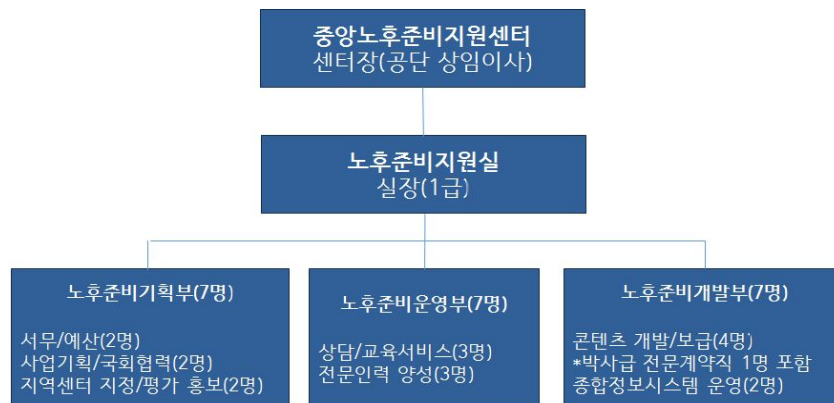 중앙노후준비지원센터
센터장(공단 상임이사)
노후준비지원실
실장(1급)
노후준비기획부(7명)
서무/예산(2명)
사업기획/국회협력(2명)
지역센터 지정/평가 홍보(2명)
노후준비운영부(7명)
상담/교육서비스(3명)
전문인력 양성(3명)
노후준비개발부(7명)
콘텐츠 개발/보급(4명)
*박사급 전문계약직 1명 포함
종합정보시스템 운영(2명)